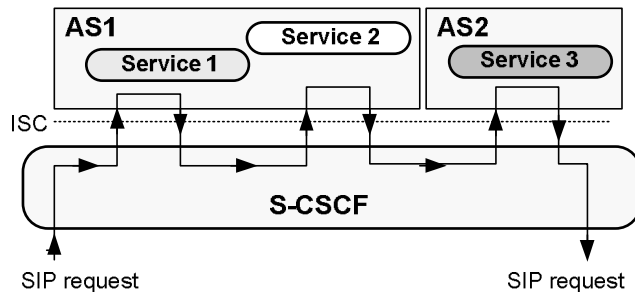 AS1
Service 1
Service 2
AS2
Service 3
ISC
S-CSCF
SIP request
SIP request